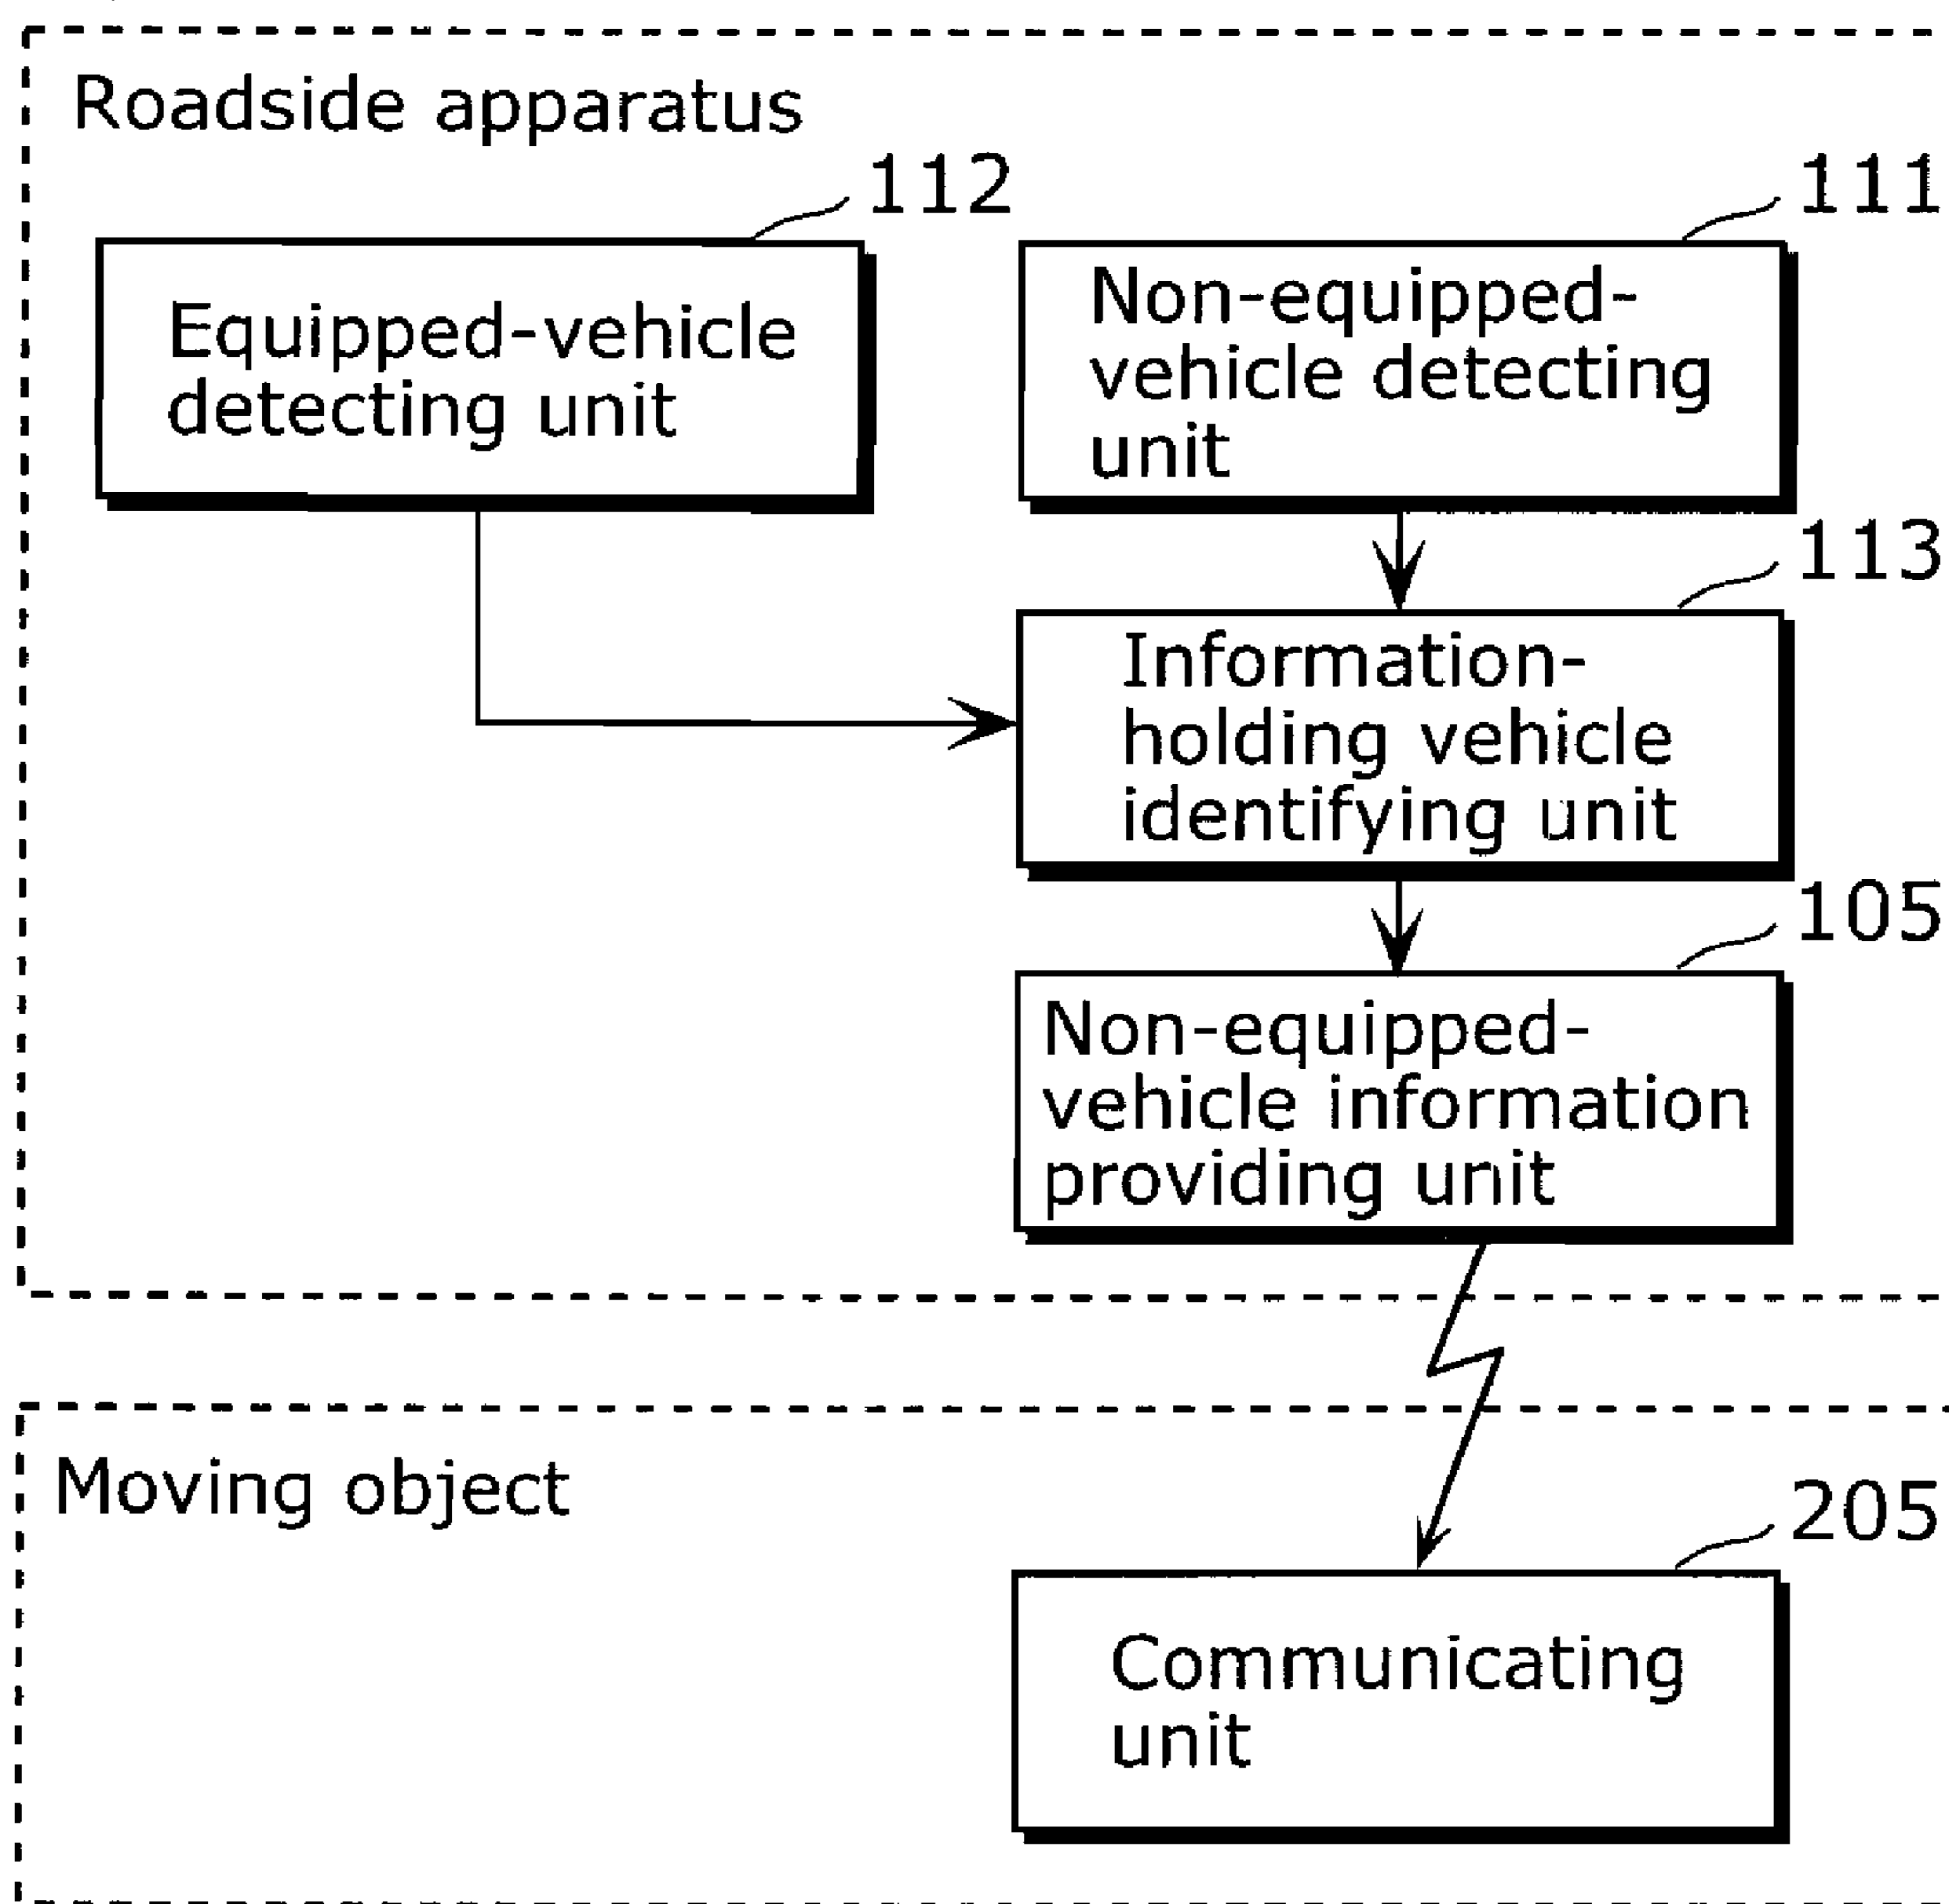 Roadside apparatus
112
111
Equipped-vehicle
detecting unit
Non-equipped-
vehicle detecting
unit
113
Information-
holding vehicle
identifying unit
105
Non-equipped-
vehicle information
providing unit
Moving object
205
Communicating
unit